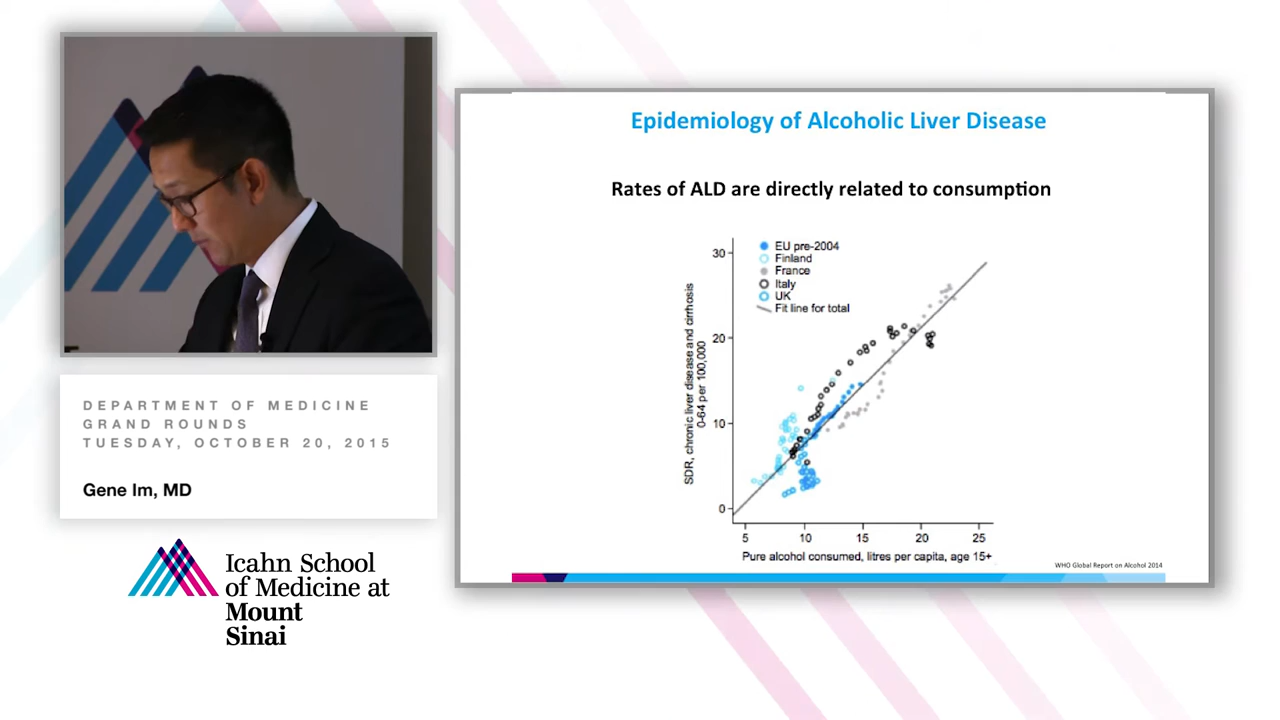 DEPARTMENT OF MEDICINE
GRAND ROUNDS
TUESDAY, OCTOBER 20, 2015
Gene Im, MD
Icahn School
of Medicine at
Mount
Sinai
Epidemiology of Alcoholic Liver Disease
Rates of ALD are directly related to consumption
SDR, chronic liver disease and cirrhosis
0-64 per 100,000
30
20
10
0
EU pre-2004
Finland
France
Italy
UK
Fit line for total
5 10 15 20 25
Pure alcohol consumed, litres per capita, age 15+
WHO Global Report on Alcohol 2014